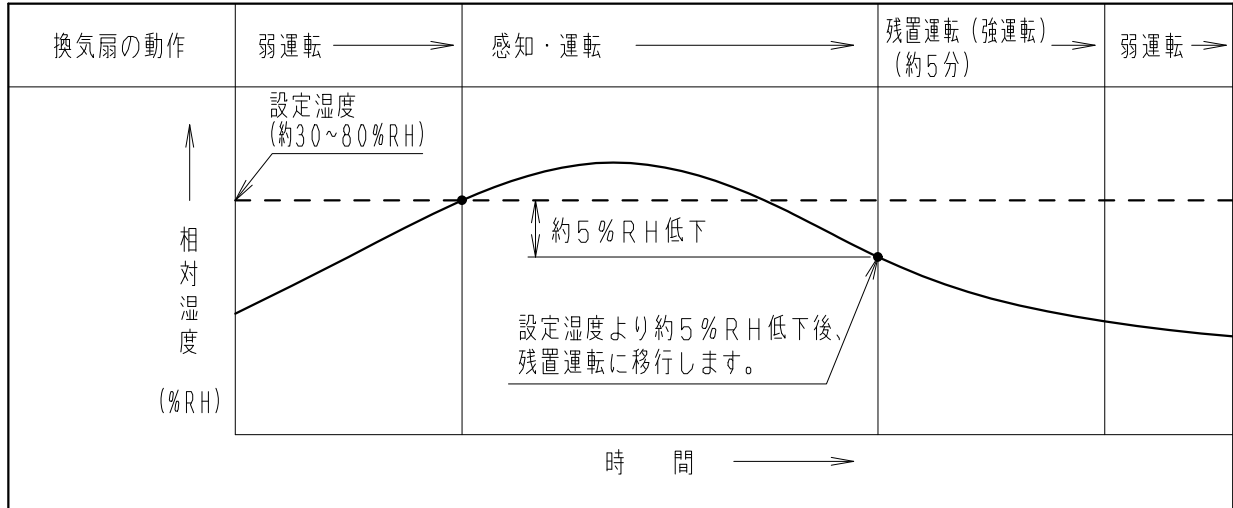 換気扇の動作
弱運転
感知・運転
残置運転（強運転）
（約5分）
弱運転
設定湿度
(約30~80%RH)
相対湿度
(%RH)
約5%RH低下
設定湿度より約5%RH低下後、
残置運転に移行します。
時　間